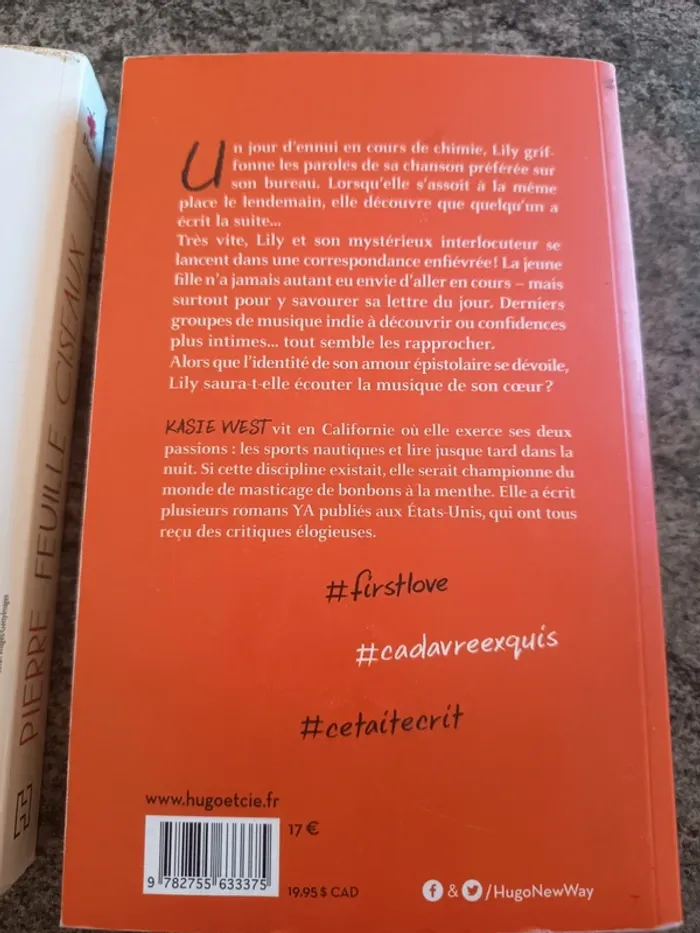 PIERRE FEUILLE CISEAUX
Un jour d'ennui en cours de chimie, Lily grif-
fonne les paroles de sa chanson préférée sur
son bureau. Lorsqu'elle s'assoit à la même
place le lendemain, elle découvre que quelqu'un a
écrit la suite...
Très vite, Lily et son mystérieux interlocuteur se
lancent dans une correspondance enfiévrée ! La jeune
fille n'a jamais autant eu envie d'aller en cours – mais
surtout pour y savourer sa lettre du jour. Derniers
groupes de musique indie à découvrir ou confidences
plus intimes... tout semble les rapprocher.
Alors que l'identité de son amour épistolaire se dévoile,
Lily saura-t-elle écouter la musique de son cœur ?
KASIE WEST vit en Californie où elle exerce ses deux
passions : les sports nautiques et lire jusque tard dans la
nuit. Si cette discipline existait, elle serait championne du
monde de masticage de bonbons à la menthe. Elle a écrit
plusieurs romans YA publiés aux États-Unis, qui ont tous
reçu des critiques élogieuses.
#firstlove
#cadavreexquis
#cetaitecrit
www.hugoetcie.fr
17 €
9 782755 633375
19,95 $ CAD
f & /HugoNewWay